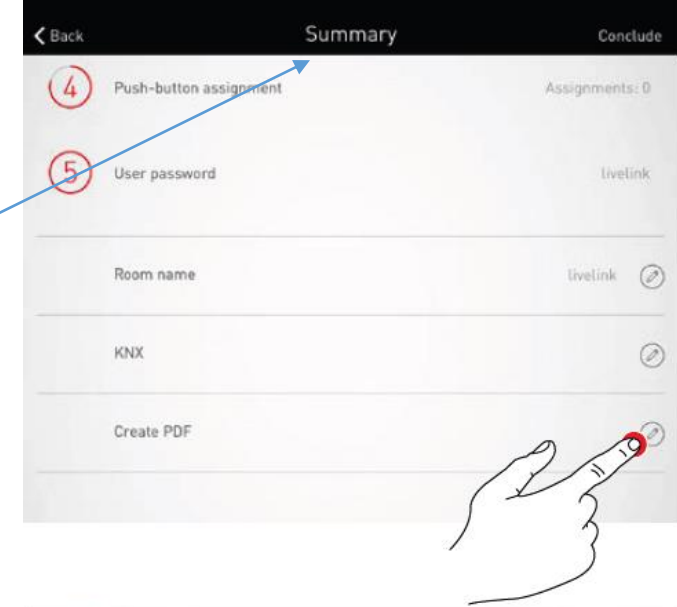 Back Summary Conclude
4 Push-button assignment Assignments: 0
5 User password livelink
Room name livelink
KNX
Create PDF